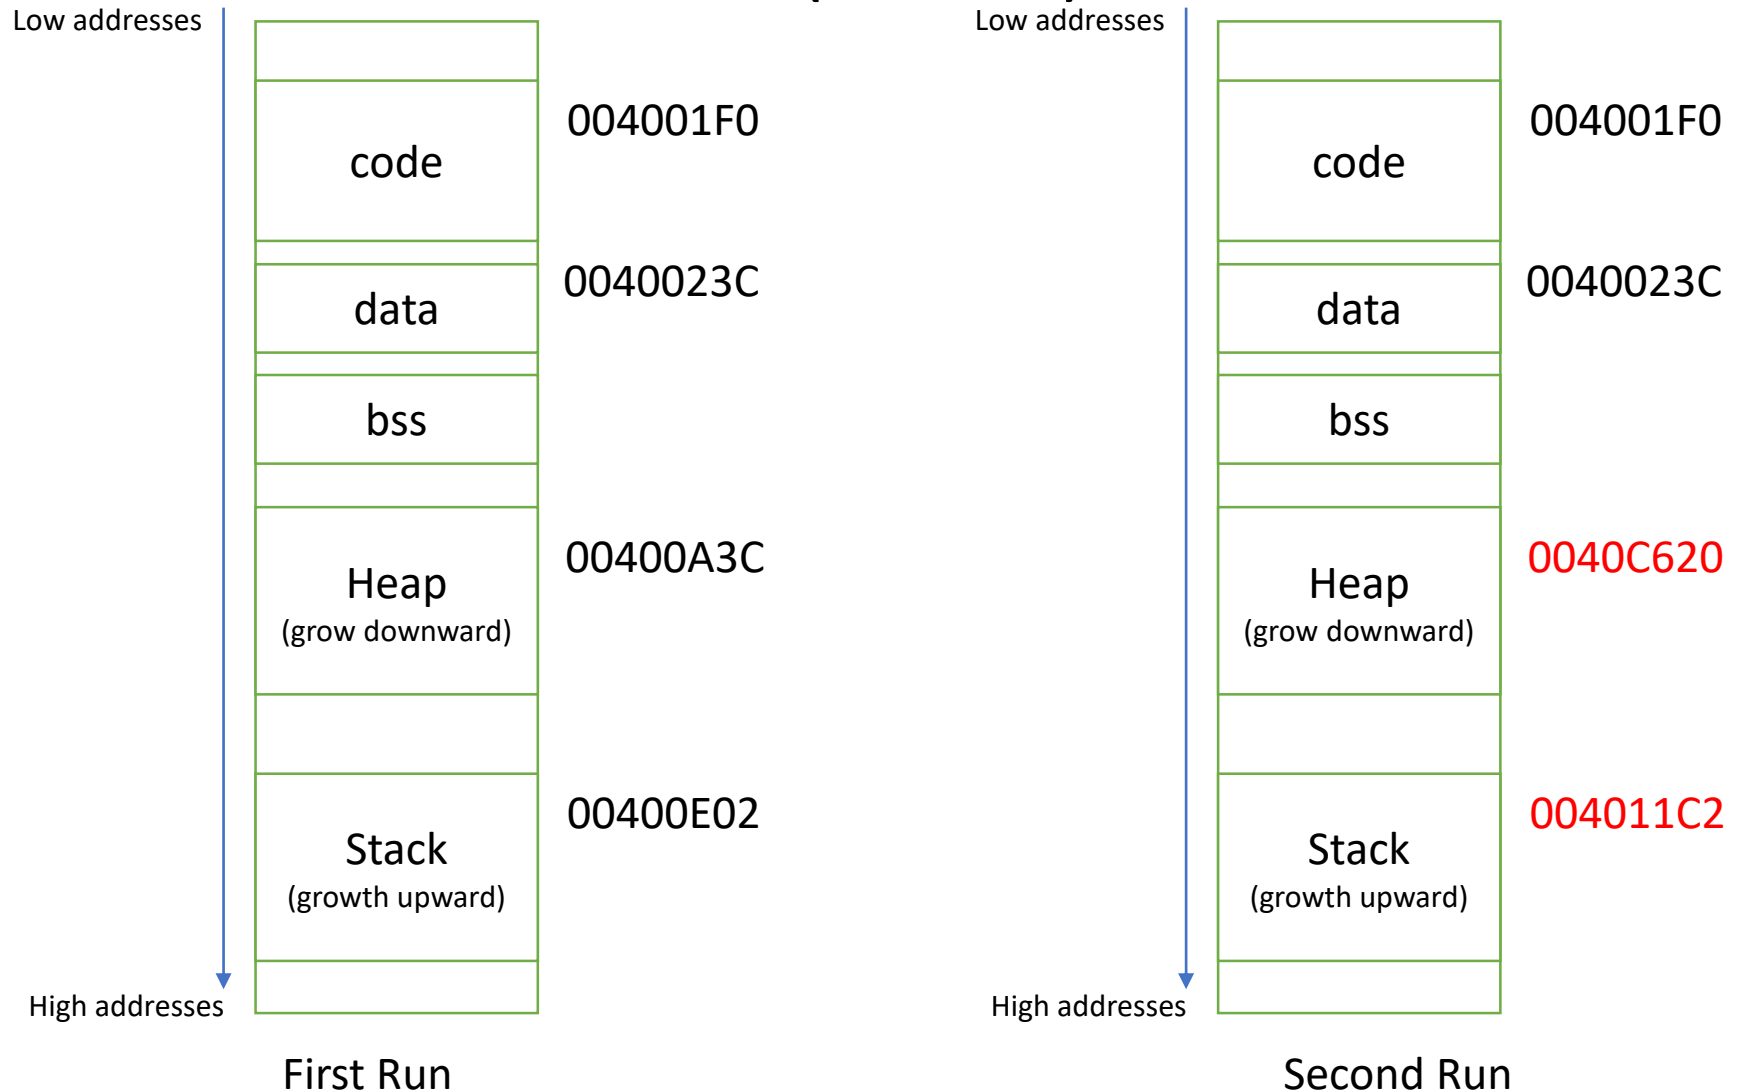 Low addresses
code
004001F0
data
0040023C
bss
Heap
(grow downward)
00400A3C
Stack
(growth upward)
00400E02
High addresses
First Run
Low addresses
code
004001F0
data
0040023C
bss
Heap
(grow downward)
0040C620
Stack
(growth upward)
004011C2
High addresses
Second Run